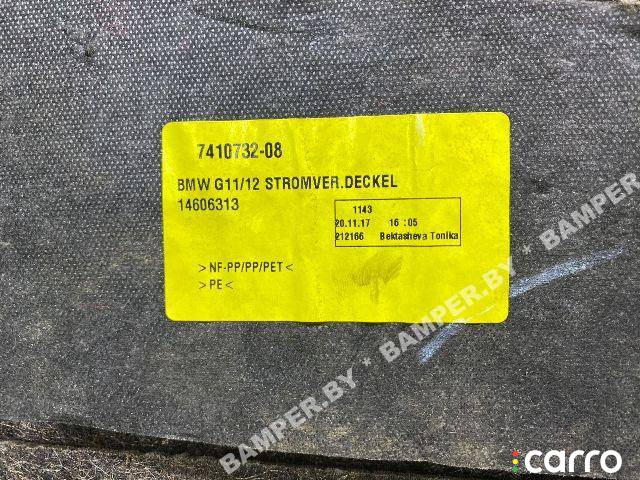 7410732-08
BMW G11/12 STROMVER.DECKEL
14606313
1143
20.11.17 16 :05
212166 Bektasheva Tonika
>NF-PP/PP/PET<
>PE<
BAMPER.BY * BAMPER.BY * BAMPER.BY
carro